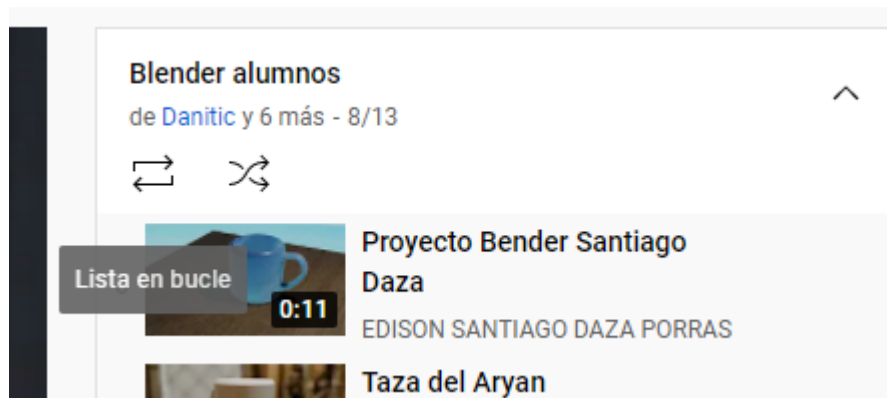 Blender alumnos
de Danitic y 6 más - 8/13
Lista en bucle
0:11
Proyecto Bender Santiago
Daza
EDISON SANTIAGO DAZA PORRAS
Taza del Aryan